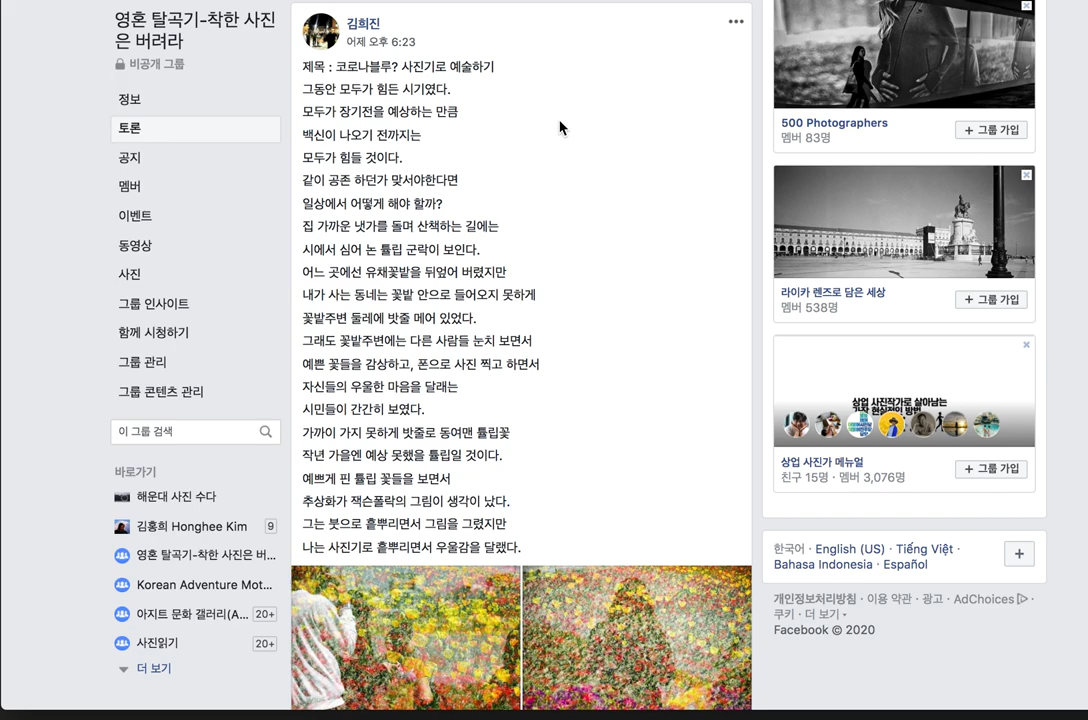 영혼 탈곡기-착한 사진
은 버려라
비공개 그룹
정보
토론
공지
멤버
이벤트
동영상
사진
그룹 인사이트
함께 시청하기
그룹 관리
그룹 콘텐츠 관리
이 그룹 검색
바로가기
해운대 사진 수다
김홍희 Honghee Kim 9
영혼 탈곡기-착한 사진은 버...
Korean Adventure Mot...
아지트 문화 갤러리(A... 20+
사진읽기 20+
더 보기
김희진
어제 오후 6:23
제목 : 코로나블루? 사진기로 예술하기
그동안 모두가 힘든 시기였다.
모두가 장기전을 예상하는 만큼
백신이 나오기 전까지는
모두가 힘들 것이다.
같이 공존 하던가 맞서야한다면
일상에서 어떻게 해야 할까?
집 가까운 냇가를 돌며 산책하는 길에는
시에서 심어 논 튤립 군락이 보인다.
어느 곳에선 유채꽃밭을 뒤엎어 버렸지만
내가 사는 동네는 꽃밭 안으로 들어오지 못하게
꽃밭주변 둘레에 밧줄 메어 있었다.
그래도 꽃밭주변에는 다른 사람들 눈치 보면서
예쁜 꽃들을 감상하고, 폰으로 사진 찍고 하면서
자신들의 우울한 마음을 달래는
시민들이 간간히 보였다.
가까이 가지 못하게 밧줄로 동여맨 튤립꽃
작년 가을엔 예상 못했을 튤립일 것이다.
예쁘게 핀 튤립 꽃들을 보면서
추상화가 잭슨폴락의 그림이 생각이 났다.
그는 붓으로 흩뿌리면서 그림을 그렸지만
나는 사진기로 흩뿌리면서 우울감을 달랬다.
500 Photographers
멤버 83명
+ 그룹 가입
라이카 렌즈로 담은 세상
멤버 538명
+ 그룹 가입
상업 사진작가로 살아남는
가장 현실적인 방법
상업 사진가 메뉴얼
친구 15명 · 멤버 3,076명
+ 그룹 가입
한국어 · English (US) · Tiếng Việt ·
Bahasa Indonesia · Español
개인정보처리방침 · 이용 약관 · 광고 · AdChoices ·
쿠키 · 더 보기
Facebook © 2020